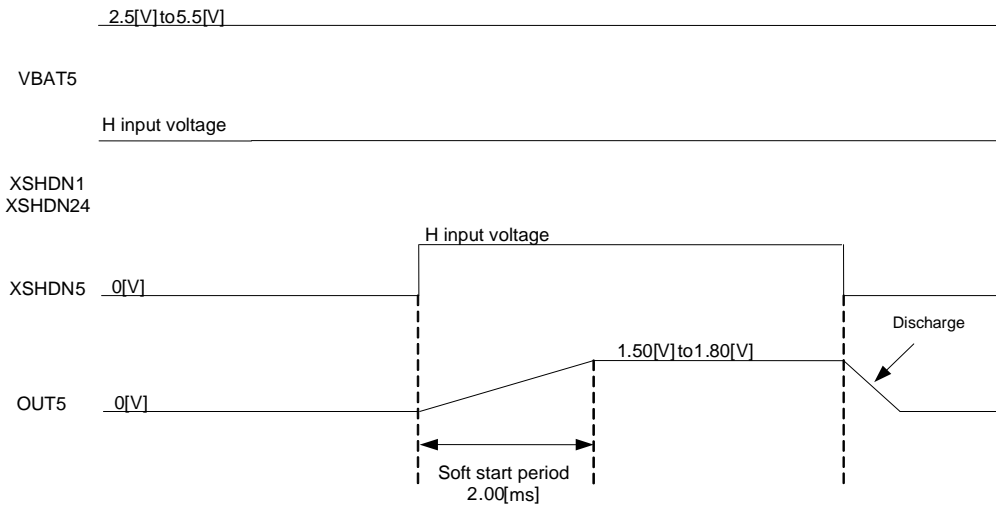 2.5[V]to5.5[V]
VBAT5
H input voltage
XSHDN1
XSHDN24
H input voltage
XSHDN5
0[V]
Discharge
1.50[V]to1.80[V]
OUT5
0[V]
Soft start period
2.00[ms]